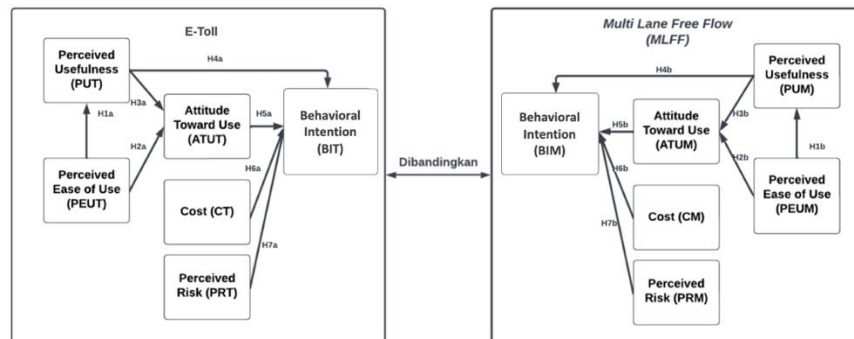 E-Toll
Perceived
Usefulness
(PUT)
H4a
H3a
H1a
Attitude
Toward Use
(ATUT)
H5a
Behavioral
Intention
(BIT)
H2a
Perceived
Ease of Use
(PEUT)
H6a
Cost (CT)
H7a
Perceived
Risk (PRT)
Dibandingkan
Multi Lane Free Flow
(MLFF)
Perceived
Usefulness
(PUM)
H4b
H3b
Behavioral
Intention
(BIM)
H5b
Attitude
Toward Use
(ATUM)
H1b
H2b
H6b
Perceived
Ease of Use
(PEUM)
Cost (CM)
H7b
Perceived
Risk (PRM)